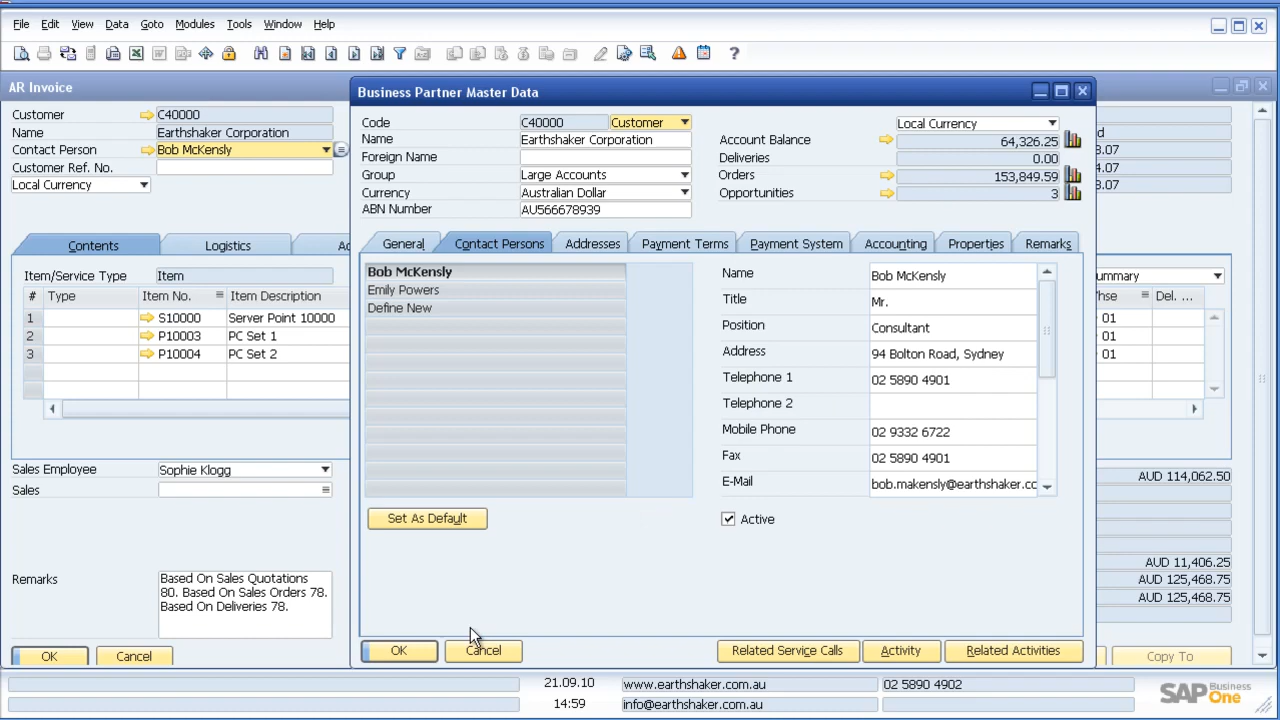 File Edit View Data Goto Modules Tools Window Help
AR Invoice
Customer C40000
Name Earthshaker Corporation
Contact Person Bob McKensly
Customer Ref. No.
Local Currency
Contents Logistics
Item/Service Type Item
# Type Item No. Item Description
1 S10000 Server Point 10000
2 P10003 PC Set 1
3 P10004 PC Set 2
Sales Employee Sophie Klogg
Sales
Remarks
Based On Sales Quotations
80. Based On Sales Orders 78.
Based On Deliveries 78.
OK Cancel
Business Partner Master Data
Code C40000 Customer
Name Earthshaker Corporation
Foreign Name
Group Large Accounts
Currency Australian Dollar
ABN Number AU566678939
Local Currency
Account Balance 64,326.25
Deliveries 0.00
Orders 153,849.59
Opportunities 3
General Contact Persons Addresses Payment Terms Payment System Accounting Properties Remarks
Bob McKensly
Emily Powers
Define New
Set As Default
Name Bob McKensly
Title Mr.
Position Consultant
Address 94 Bolton Road, Sydney
Telephone 1 02 5890 4901
Telephone 2
Mobile Phone 02 9332 6722
Fax 02 5890 4901
E-Mail bob.makensly@earthshaker.cc
Active
OK Cancel Related Service Calls Activity Related Activities
8.07
4.07
8.07
ummary
Del. ...
01
01
01
AUD 114,062.50
AUD 11,406.25
AUD 125,468.75
AUD 125,468.75
Copy To
21.09.10 www.earthshaker.com.au 02 5890 4902
14:59 info@earthshaker.com.au
SAP Business One